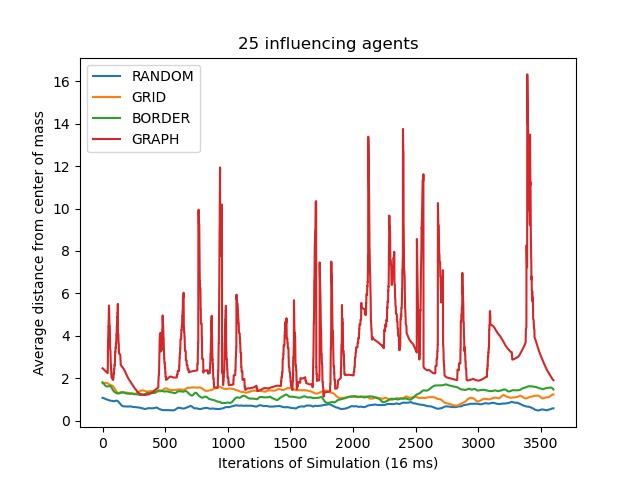 25 influencing agents
RANDOM
GRID
BORDER
GRAPH
Average distance from center of mass
16
14
12
10
8
6
4
2
0
0 500 1000 1500 2000 2500 3000 3500
Iterations of Simulation (16 ms)